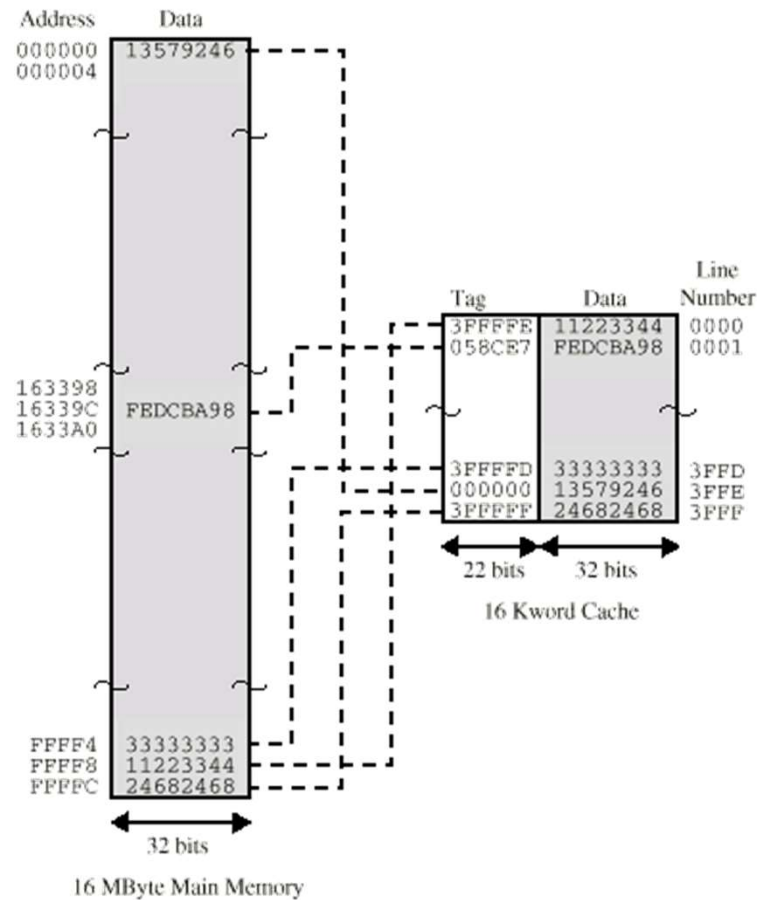 Address Data
000000 13579246
000004
163398
16339C FEDCBA98
1633A0
FFFF4 33333333
FFFF8 11223344
FFFFC 24682468
32 bits
16 MByte Main Memory
Line
Tag Data Number
3FFFFE 11223344 0000
058CE7 FEDCBA98 0001
3FFFFD 33333333 3FFD
000000 13579246 3FFE
3FFFFF 24682468 3FFF
22 bits 32 bits
16 Kword Cache